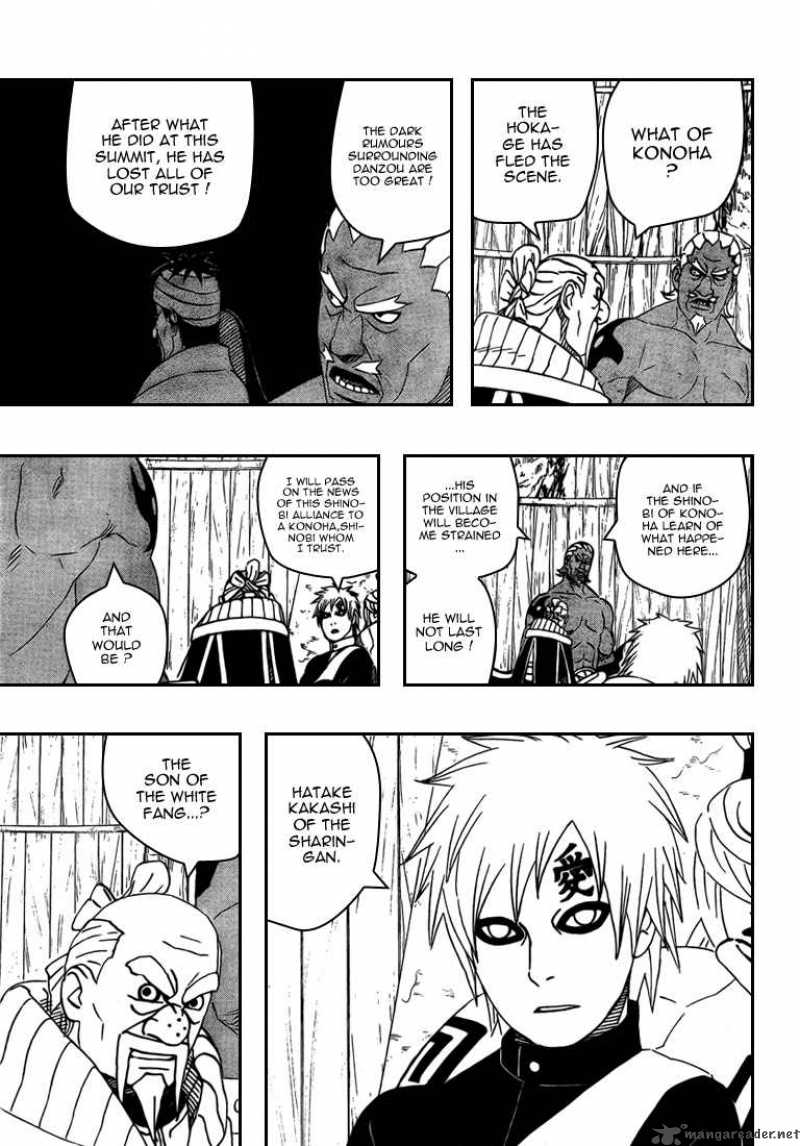 WHAT OF
KONOHA
?
THE
HOKA-
GE HAS
FLED THE
SCENE.
THE DARK
RUMOURS
SURROUNDING
DANZOU ARE
TOO GREAT!
AFTER WHAT
HE DID AT THIS
SUMMIT, HE HAS
LOST ALL OF
OUR TRUST!
AND IF
THE SHINO-
BI OF KONO-
HA LEARN OF
WHAT HAPPE-
NED HERE...
...HIS
POSITION IN
THE VILLAGE
WILL BECO-
ME STRAINED
...
HE WILL
NOT LAST
LONG!
I WILL PASS
ON THE NEWS
OF THIS SHINO-
BI ALLIANCE TO
A KONOHA,SHI-
NOBI WHOM
I TRUST.
AND
THAT
WOULD
BE?
HATAKE
KAKASHI
OF THE
SHARIN-
GAN.
愛
THE
SON OF
THE WHITE
FANG...?
mangareader.net